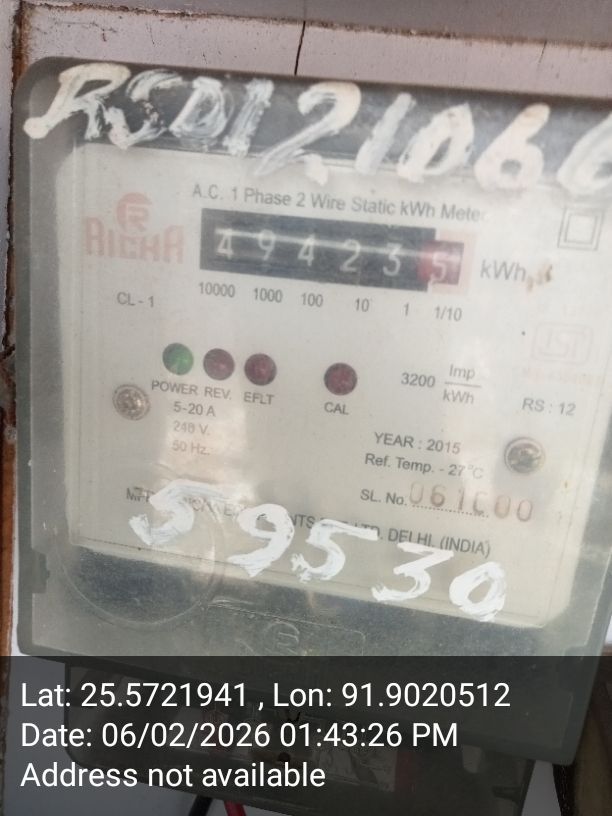 RSD121066
A.C. 1 Phase 2 Wire Static kWh Meter
RICHA
494235 kWh
10000 1000 100 10 1 1/10
CL - 1
POWER REV. EFLT
CAL
3200 Imp/kWh
RS : 12
5-20 A
240 V.
50 Hz.
YEAR : 2015
Ref. Temp. - 27°C
SL. No.
DELHI. (INDIA)
59530
Lat: 25.5721941 , Lon: 91.9020512
Date: 06/02/2026 01:43:26 PM
Address not available